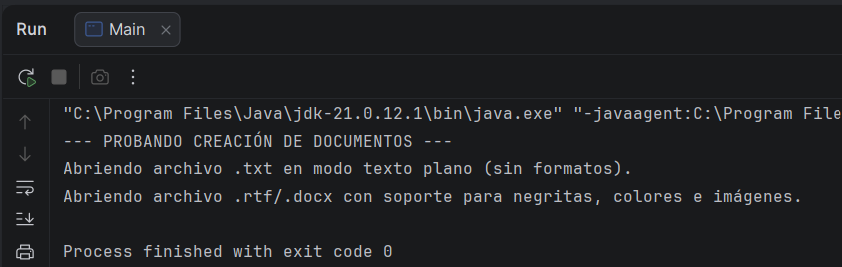 Run
Main
"C:\Program Files\Java\jdk-21.0.12.1\bin\java.exe" "-javaagent:C:\Program File
--- PROBANDO CREACIÓN DE DOCUMENTOS ---
Abriendo archivo .txt en modo texto plano (sin formatos).
Abriendo archivo .rtf/.docx con soporte para negritas, colores e imágenes.
Process finished with exit code 0